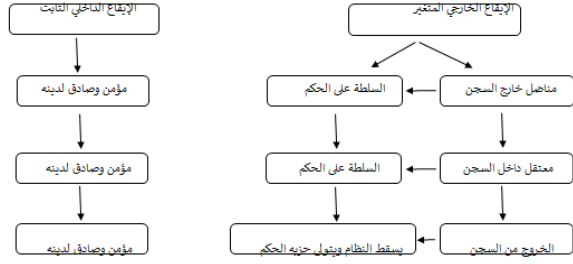 الإيقاع الخارجي المتغير
الإيقاع الداخلي الثابت
مناضل خارج السجن
السلطة على الحكم
مؤمن وصادق لدينه
معتقل داخل السجن
السلطة على الحكم
مؤمن وصادق لدينه
الخروج من السجن
يسقط النظام ويتولى حزبه الحكم
مؤمن وصادق لدينه